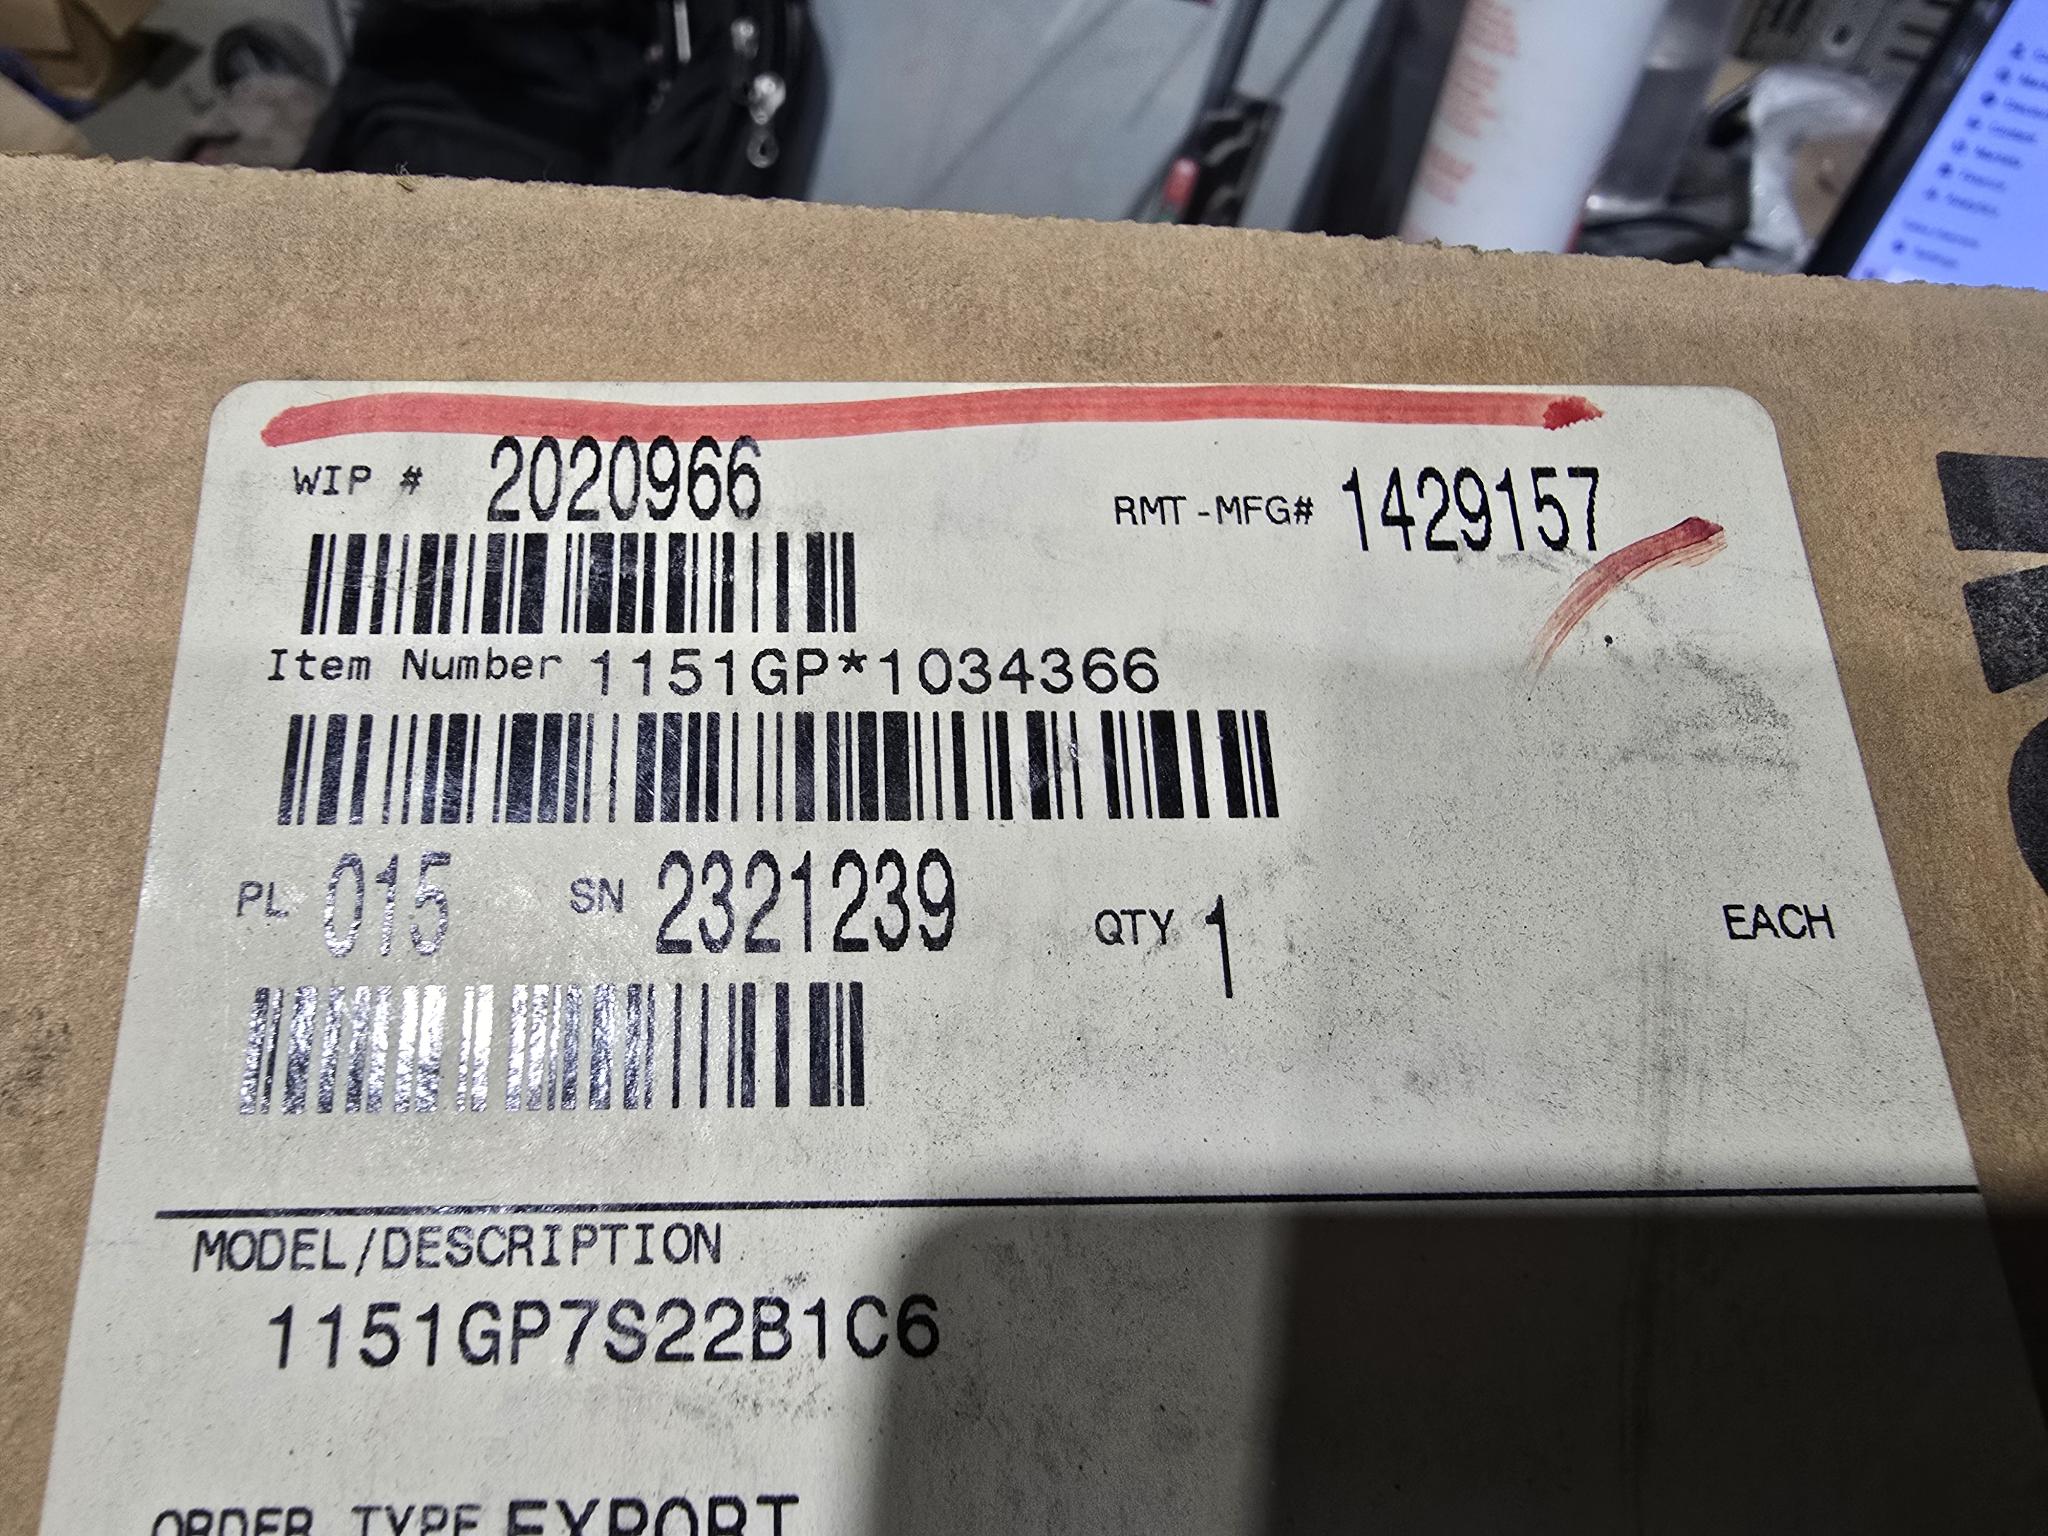 WIP # 2020966
RMT-MFG# 1429157
Item Number 1151GP*1034366
PL 015 SN 2321239 QTY 1 EACH
MODEL/DESCRIPTION
1151GP7S22B1C6
ORDER TYPE EXPORT